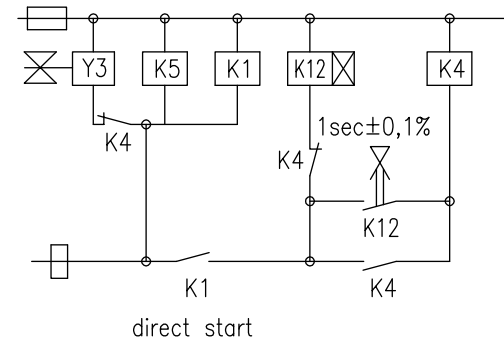 Y3 K5 K1 K12 K4
K4
1sec±0,1%
K4
K12
K1 K4
direct start